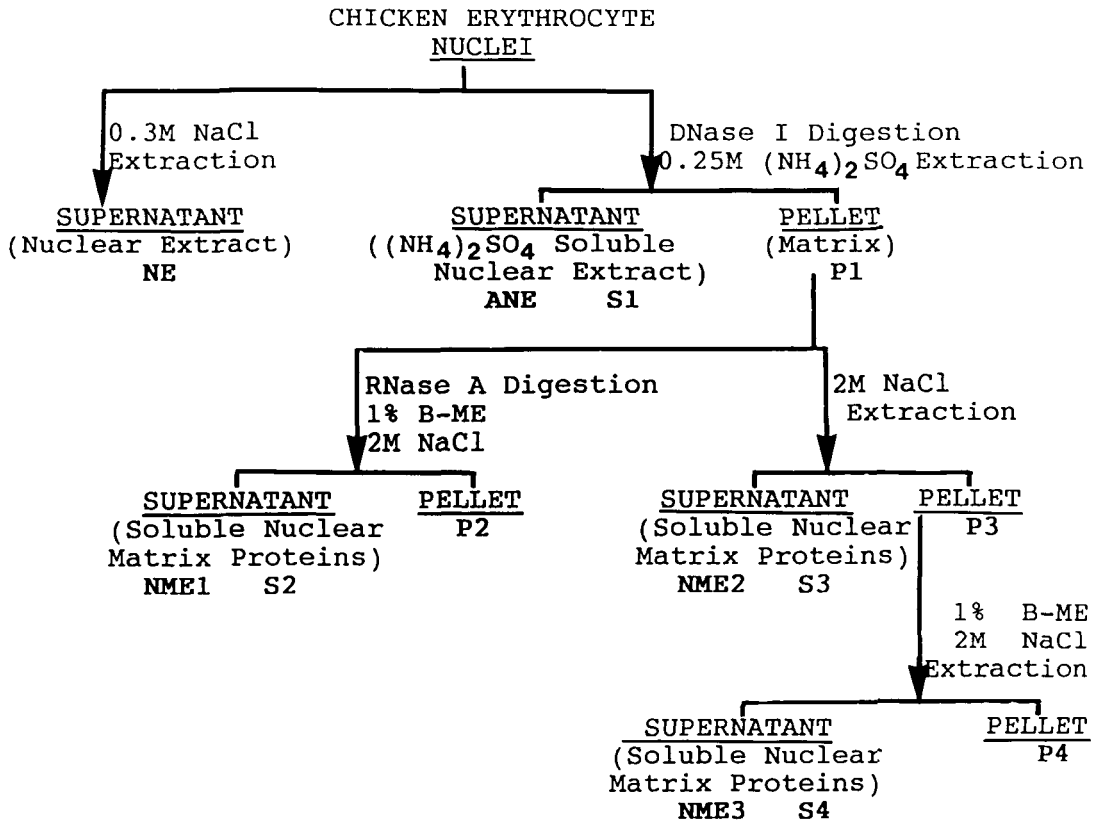 CHICKEN ERYTHROCYTE
NUCLEI
0.3M NaCl
Extraction
DNase I Digestion
0.25M (NH4)2SO4 Extraction
SUPERNATANT
(Nuclear Extract)
NE
SUPERNATANT
((NH4)2SO4 Soluble
Nuclear Extract)
ANE S1
PELLET
(Matrix)
P1
RNase A Digestion
1% B-ME
2M NaCl
2M NaCl
Extraction
SUPERNATANT
(Soluble Nuclear
Matrix Proteins)
NME1 S2
PELLET
P2
SUPERNATANT
(Soluble Nuclear
Matrix Proteins)
NME2 S3
PELLET
P3
1% B-ME
2M NaCl
Extraction
SUPERNATANT
(Soluble Nuclear
Matrix Proteins)
NME3 S4
PELLET
P4